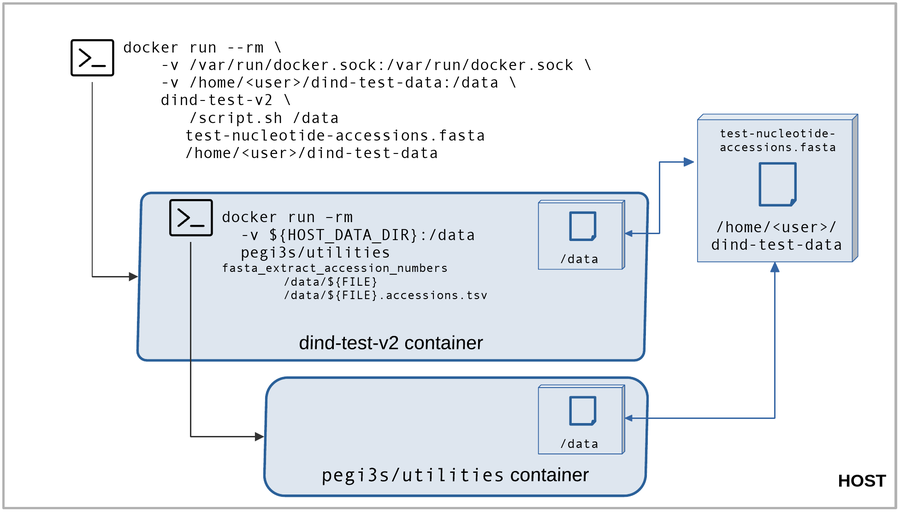 docker run --rm \
-v /var/run/docker.sock:/var/run/docker.sock \
-v /home/<user>/dind-test-data:/data \
dind-test-v2 \
/script.sh /data
test-nucleotide-accessions.fasta
/home/<user>/dind-test-data
test-nucleotide-
accessions.fasta
/home/<user>/
dind-test-data
docker run –rm
-v ${HOST_DATA_DIR}:/data
pegi3s/utilities
fasta_extract_accession_numbers
/data/${FILE}
/data/${FILE}.accessions.tsv
/data
dind-test-v2 container
/data
pegi3s/utilities container
HOST